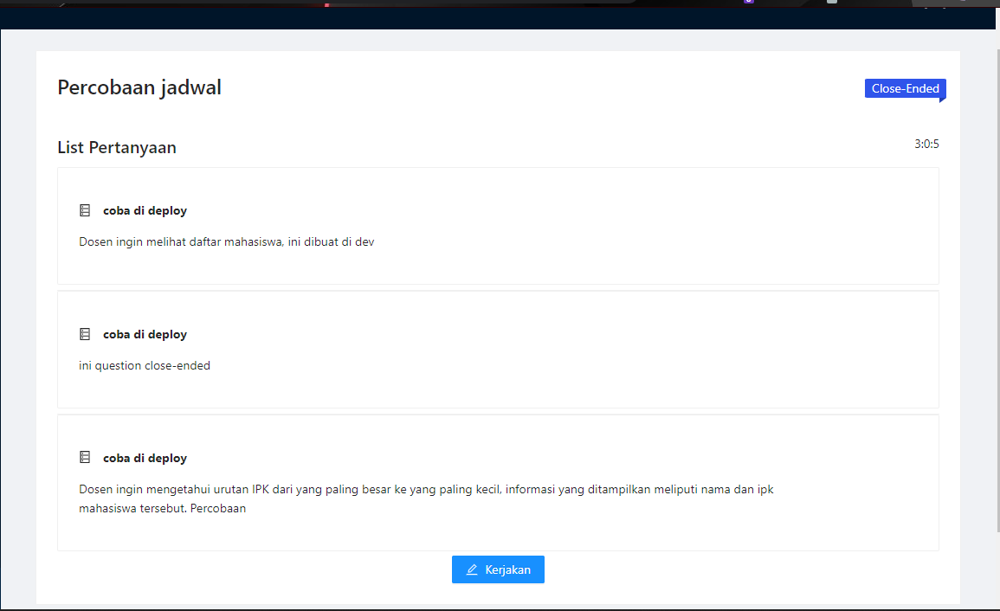 Percobaan jadwal
Close-Ended
List Pertanyaan
3:0:5
coba di deploy
Dosen ingin melihat daftar mahasiswa, ini dibuat di dev
coba di deploy
ini question close-ended
coba di deploy
Dosen ingin mengetahui urutan IPK dari yang paling besar ke yang paling kecil, informasi yang ditampilkan meliputi nama dan ipk
mahasiswa tersebut. Percobaan
Kerjakan